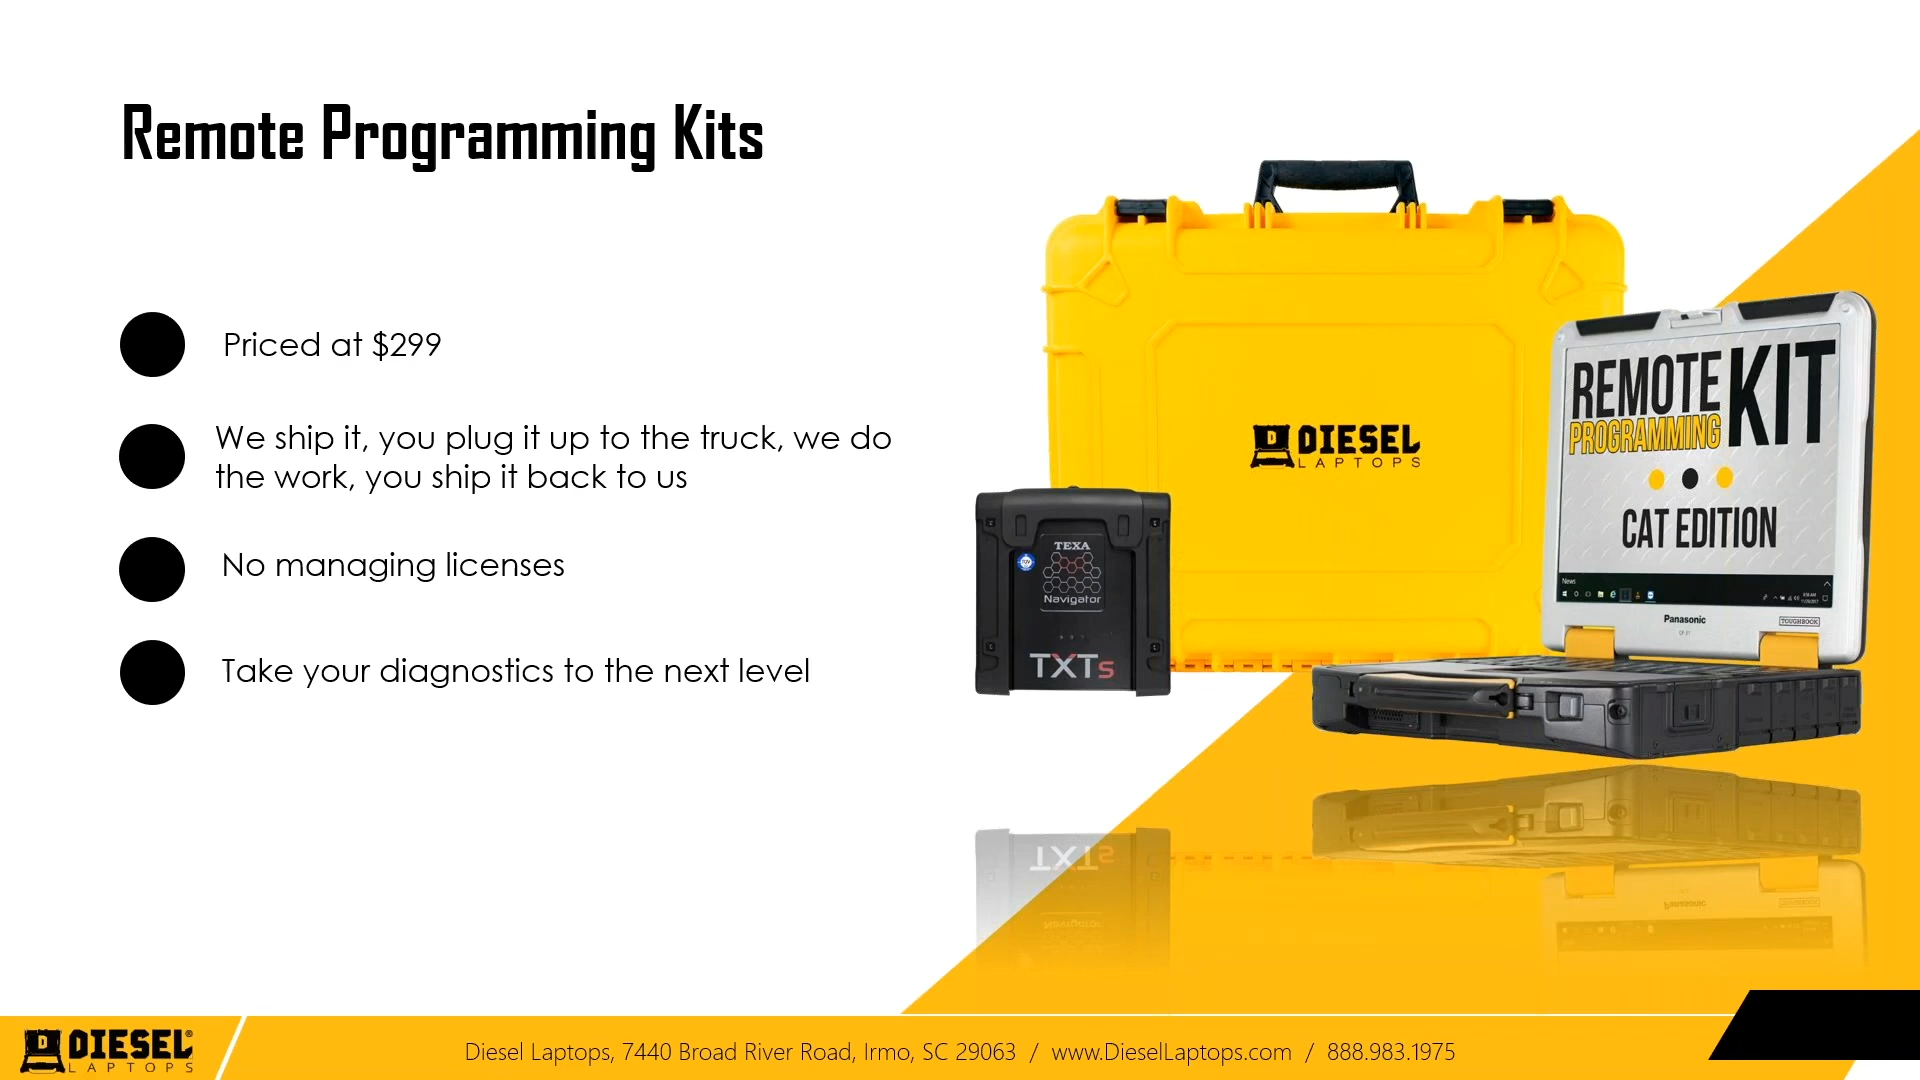 Remote Programming Kits
Priced at $299
We ship it, you plug it up to the truck, we do
the work, you ship it back to us
No managing licenses
Take your diagnostics to the next level
DIESEL
LAPTOPS
REMOTE
PROGRAMMING
KIT
CAT EDITION
News
Panasonic
TOUGHBOOK
TEXA
Navigator
TXTs
DIESEL®
LAPTOPS
Diesel Laptops, 7440 Broad River Road, Irmo, SC 29063 / www.DieselLaptops.com / 888.983.1975